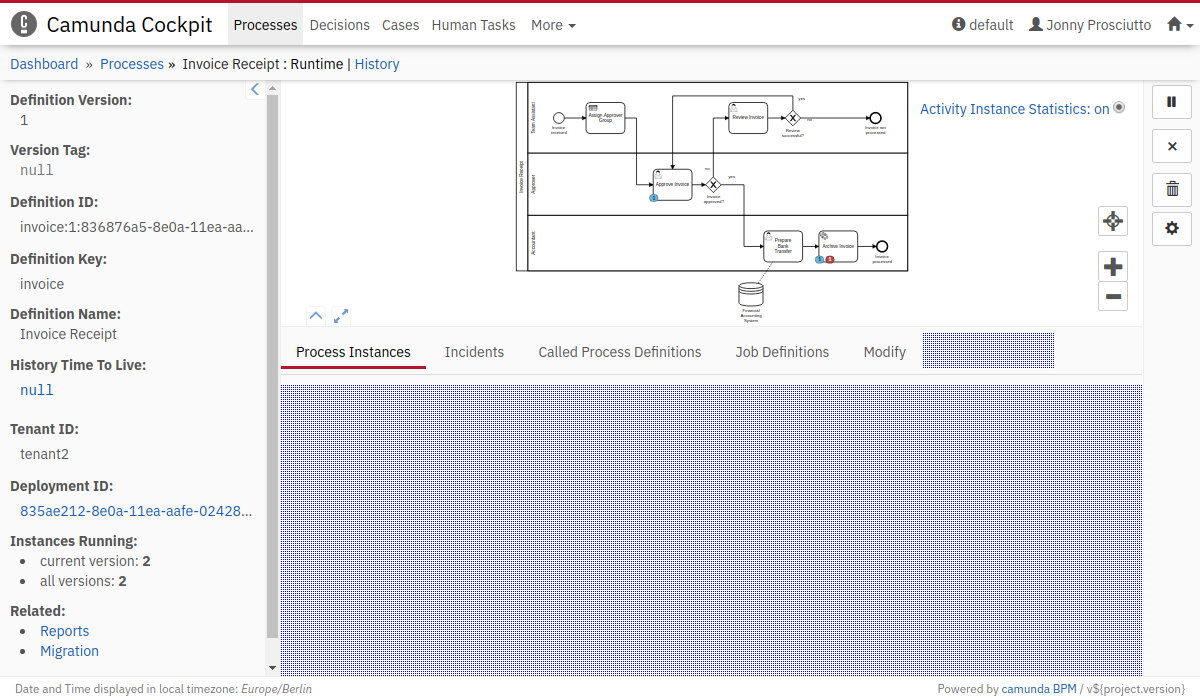 Camunda Cockpit
Processes
Decisions
Cases
Human Tasks
More
default
Jonny Prosciutto
Dashboard » Processes » Invoice Receipt : Runtime | History
Definition Version:
1
Version Tag:
null
Definition ID:
invoice:1:836876a5-8e0a-11ea-aa...
Definition Key:
invoice
Definition Name:
Invoice Receipt
History Time To Live:
null
Tenant ID:
tenant2
Deployment ID:
835ae212-8e0a-11ea-aafe-02428...
Instances Running:
• current version: 2
• all versions: 2
Related:
• Reports
• Migration
Invoice Receipt
Team Assistant
Invoice
received
Assign Approver
Group
Review Invoice
yes
no
Review
successful?
Invoice not
processed
Approver
Approve Invoice
1
no
yes
Invoice
approved?
Accountant
Prepare
Bank
Transfer
Archive Invoice
1
Invoice
processed
Financial
Accounting
System
Activity Instance Statistics: on
Process Instances
Incidents
Called Process Definitions
Job Definitions
Modify
Date and Time displayed in local timezone: Europe/Berlin
Powered by camunda BPM / v${project.version}